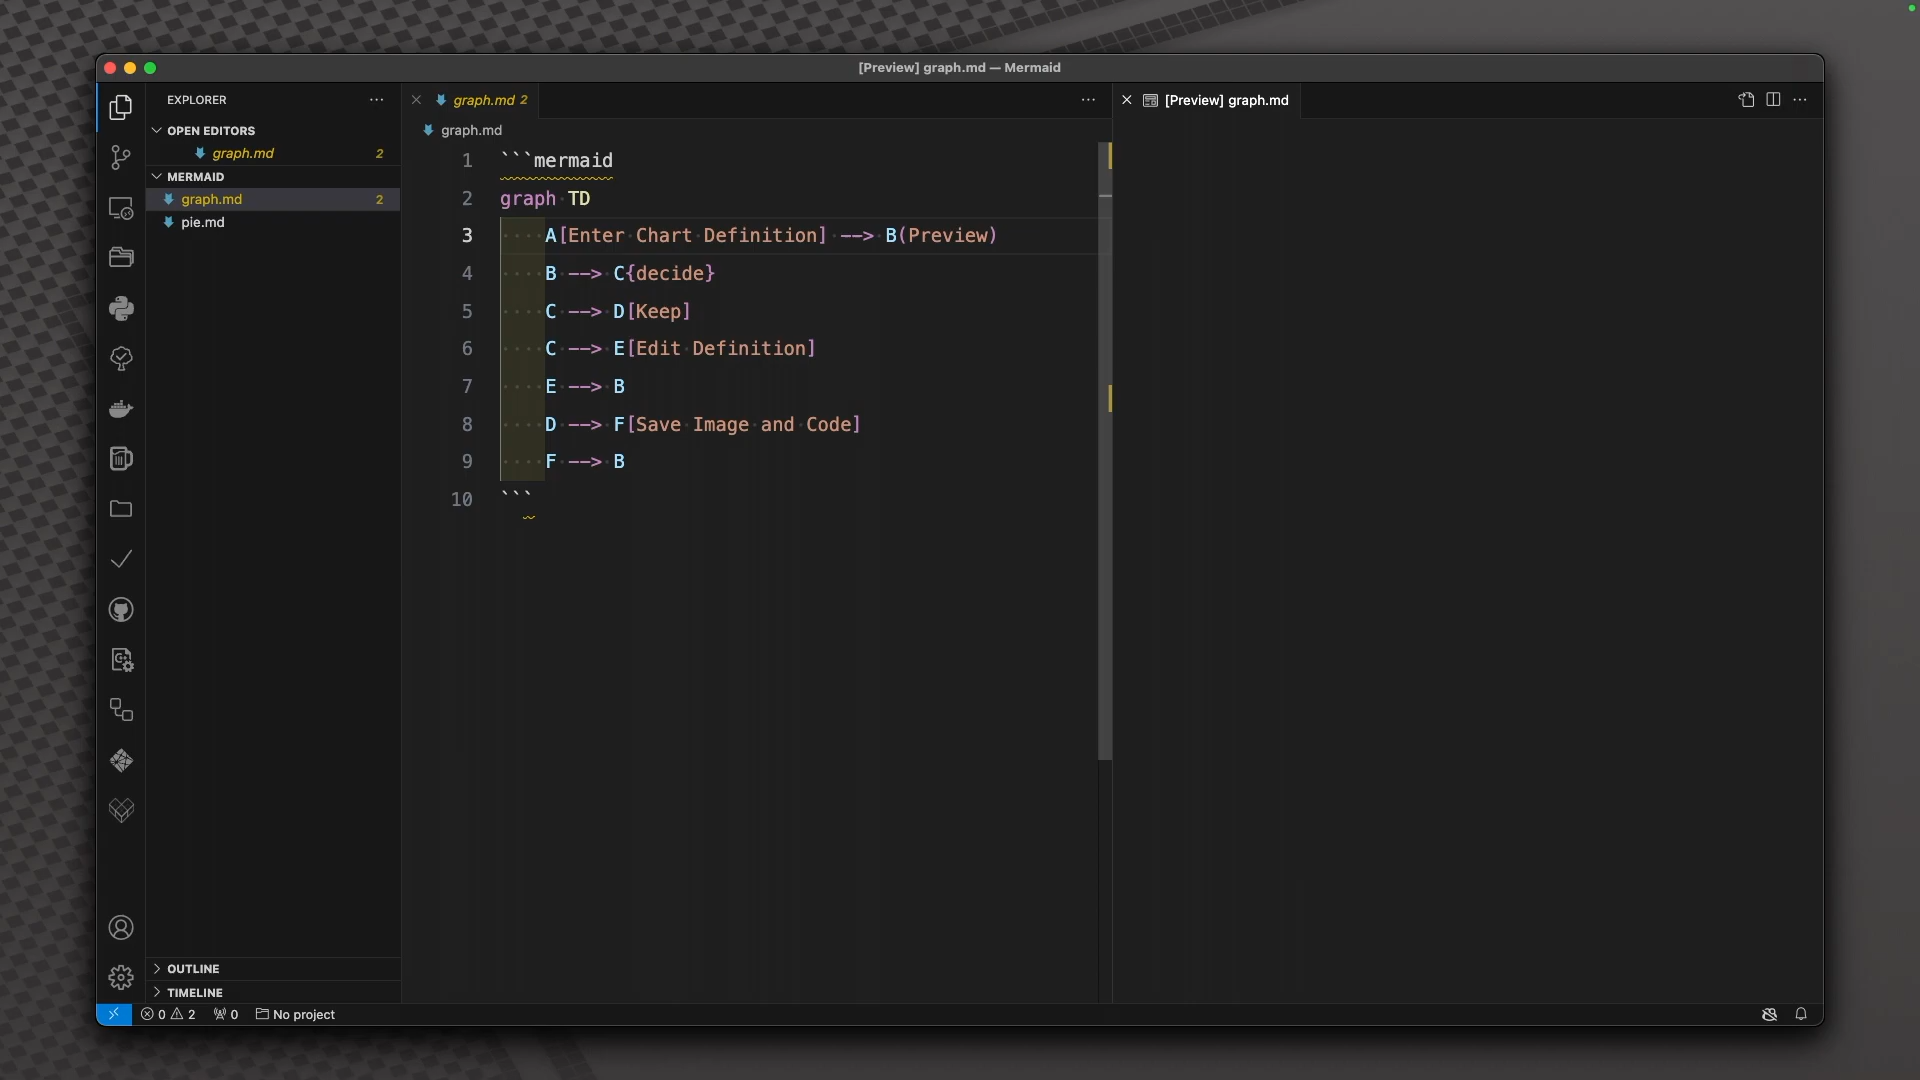 [Preview] graph.md — Mermaid
EXPLORER
OPEN EDITORS
graph.md 2
MERMAID
graph.md 2
pie.md
OUTLINE
TIMELINE
graph.md 2
graph.md
1 ```mermaid
2 graph TD
3 A[Enter Chart Definition] --> B(Preview)
4 B --> C{decide}
5 C --> D[Keep]
6 C --> E[Edit Definition]
7 E --> B
8 D --> F[Save Image and Code]
9 F --> B
10 ```
[Preview] graph.md
0 2 0 No project